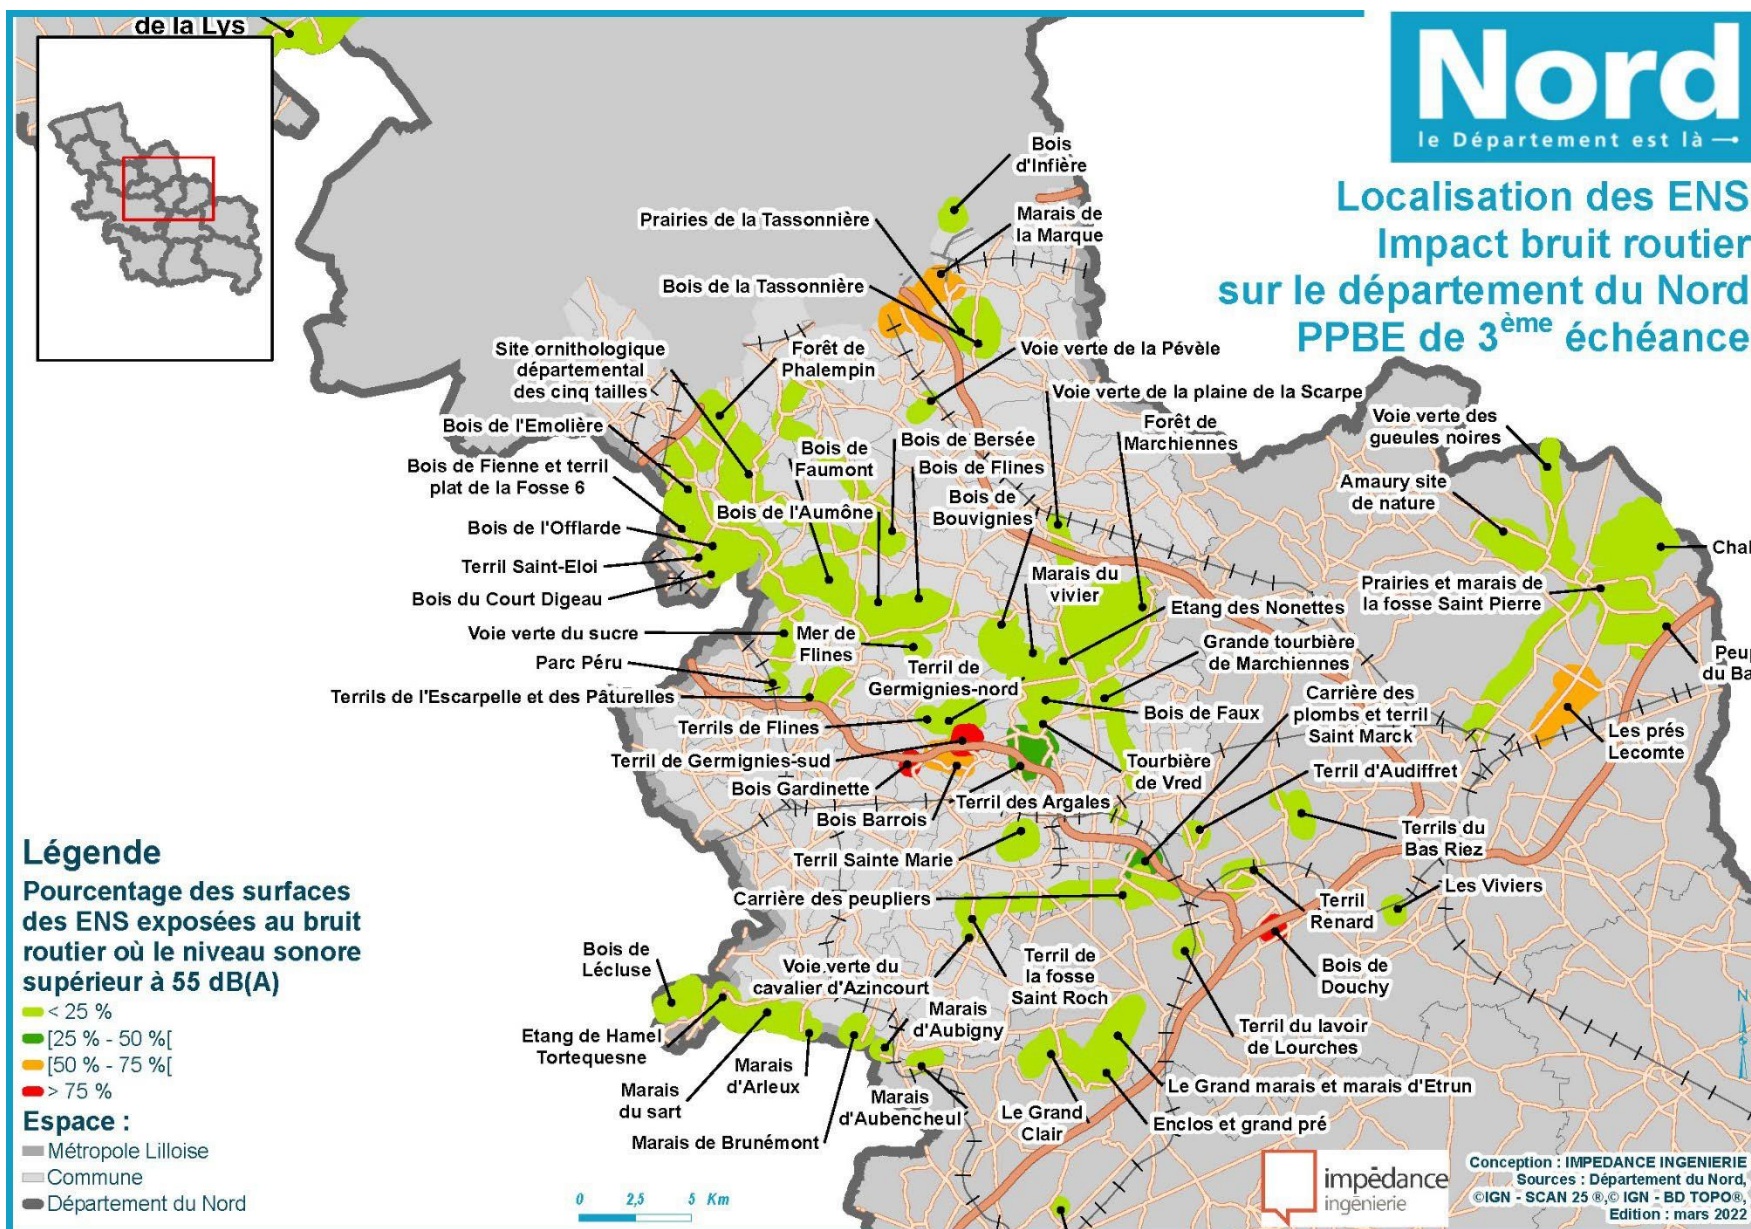 de la Lys
Nord
le Département est là
Localisation des ENS
Impact bruit routier
sur le département du Nord
PPBE de 3ème échéance
Bois
d'Infière
Prairies de la Tassonnière
Marais de
la Marque
Bois de la Tassonnière
Site ornithologique
départemental
des cinq tailles
Forêt de
Phalempin
Voie verte de la Pévèle
Voie verte de la plaine de la Scarpe
Bois de l'Emolière
Bois de
Faumont
Bois de Bersée
Forêt de
Marchiennes
Voie verte des
gueules noires
Bois de Fienne et terril
plat de la Fosse 6
Bois de Flines
Amaury site
de nature
Bois de l'Aumône
Bois de
Bouvignies
Bois de l'Offlarde
Terril Saint-Eloi
Marais du
vivier
Chal
Bois du Court Digeau
Etang des Nonettes
Prairies et marais de
la fosse Saint Pierre
Voie verte du sucre
Mer de
Flines
Grande tourbière
de Marchiennes
Parc Péru
Terril de
Germignies-nord
Peup
du Ba
Terrils de l'Escarpelle et des Pâturelles
Carrière des
plombs et terril
Saint Marck
Bois de Faux
Terrils de Flines
Les prés
Lecomte
Terril de Germignies-sud
Tourbière
de Vred
Terril d'Audiffret
Bois Gardinette
Terril des Argales
Bois Barrois
Terrils du
Bas Riez
Terril Sainte Marie
Les Viviers
Carrière des peupliers
Terril
Renard
Bois de
Lécluse
Voie verte du
cavalier d'Azincourt
Terril de
la fosse
Saint Roch
Bois de
Douchy
Marais
d'Aubigny
Terril du lavoir
de Lourches
Etang de Hamel
Tortequesne
Marais
d'Arleux
Marais
du sart
Marais
d'Aubencheul
Le Grand marais et marais d'Etrun
Le Grand
Clair
Enclos et grand pré
Marais de Brunémont
Légende
Pourcentage des surfaces
des ENS exposées au bruit
routier où le niveau sonore
supérieur à 55 dB(A)
< 25 %
[25 % - 50 %[
[50 % - 75 %[
> 75 %
Espace :
Métropole Lilloise
Commune
Département du Nord
0 2,5 5 Km
N
impédance
ingénierie
Conception : IMPEDANCE INGENIERIE
Sources : Département du Nord,
©IGN - SCAN 25 ®,© IGN - BD TOPO®,
Edition : mars 2022